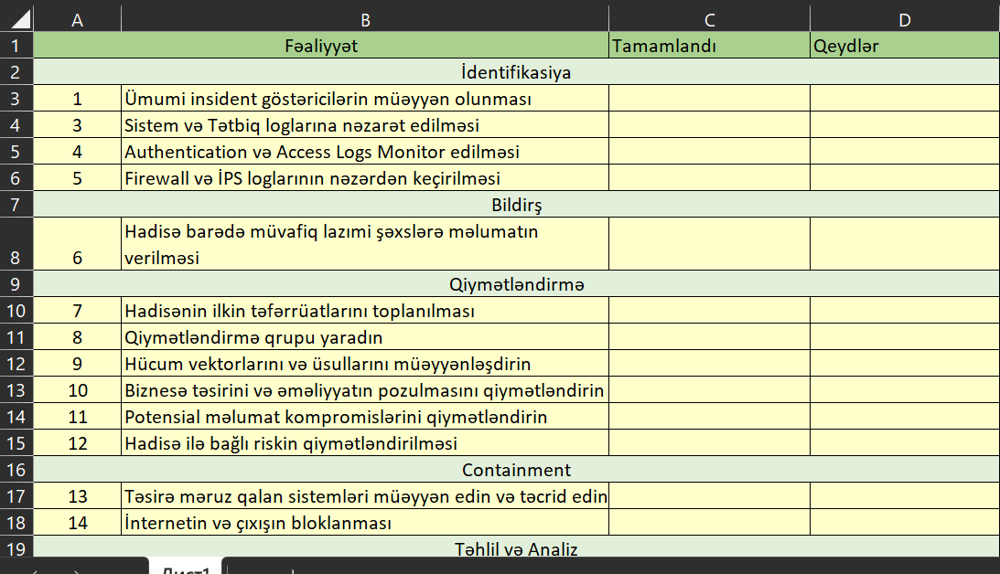 A B C D
1 Fəaliyyət Tamamlandı Qeydlər
2 İdentifikasiya
3 1 Ümumi insident göstəricilərin müəyyən olunması
4 3 Sistem və Tətbiq loglarına nəzarət edilməsi
5 4 Authentication və Access Logs Monitor edilməsi
6 5 Firewall və İPS loglarının nəzərdən keçirilməsi
7 Bildirş
Hadisə barədə müvafiq lazımi şəxslərə məlumatın
8 6 verilməsi
9 Qiymətləndirmə
10 7 Hadisənin ilkin təfərrüatlarını toplanılması
11 8 Qiymətləndirmə qrupu yaradın
12 9 Hücum vektorlarını və üsullarını müəyyənləşdirin
13 10 Biznesə təsirini və əməliyyatın pozulmasını qiymətləndirin
14 11 Potensial məlumat kompromislərini qiymətləndirin
15 12 Hadisə ilə bağlı riskin qiymətləndirilməsi
16 Containment
17 13 Təsirə məruz qalan sistemləri müəyyən edin və təcrid edin
18 14 İnternetin və çıxışın bloklanması
19 Təhlil və Analiz
Лист1